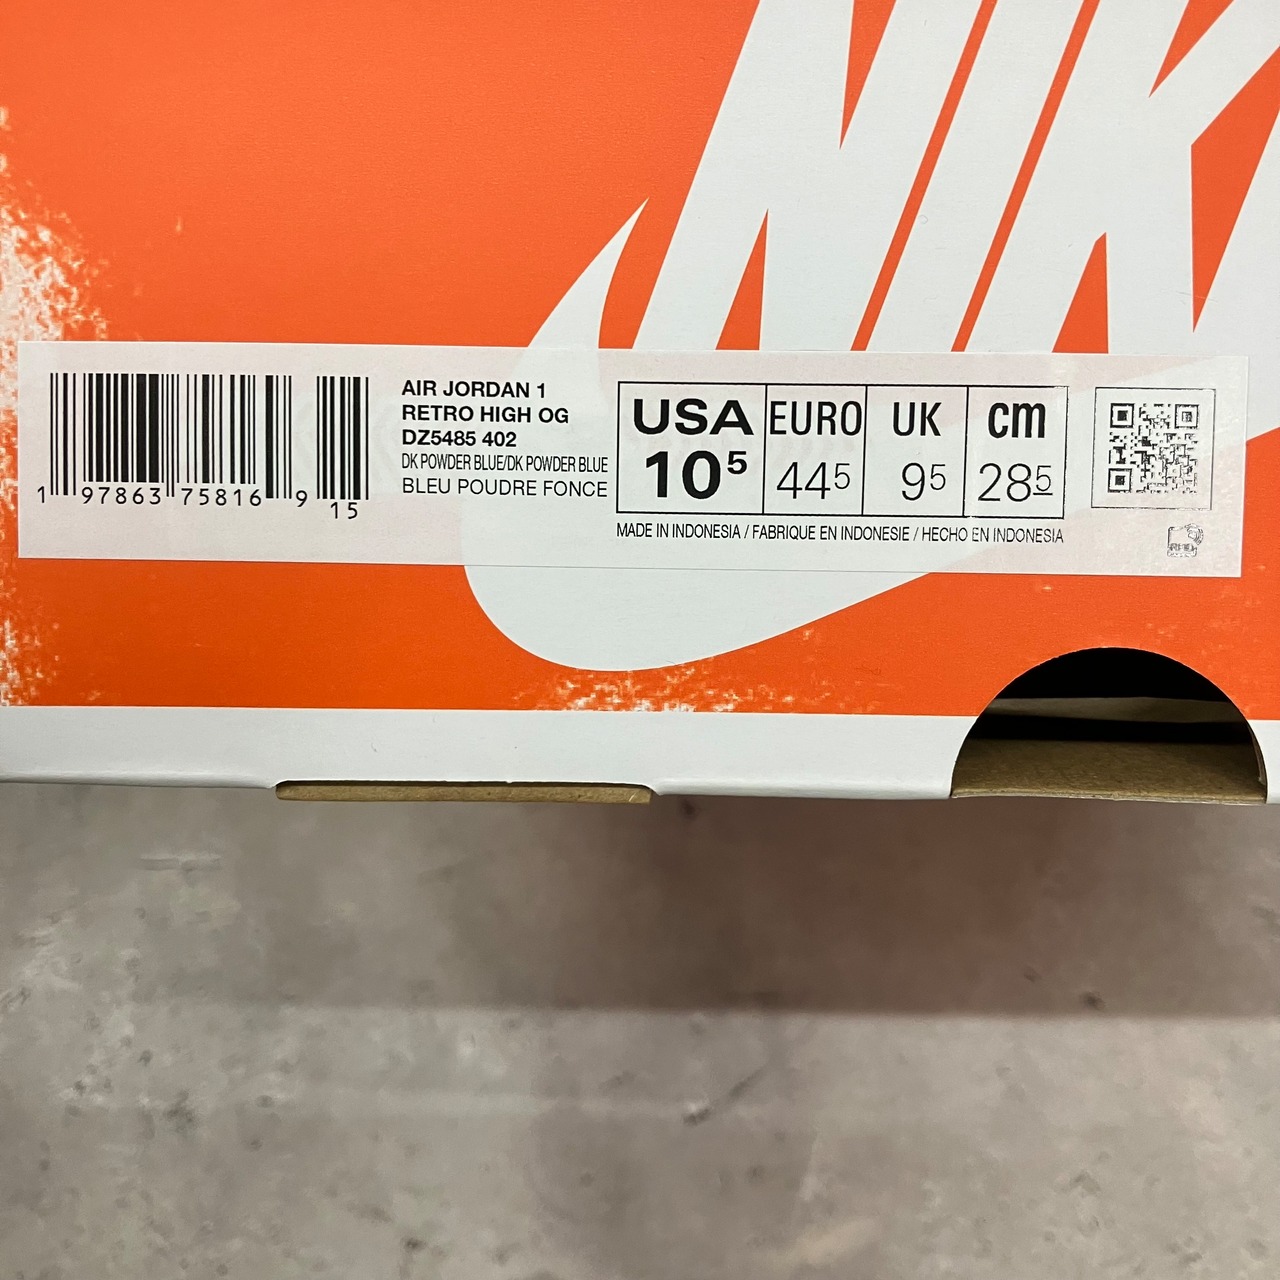 NIK
AIR JORDAN 1
RETRO HIGH OG
DZ5485 402
DK POWDER BLUE/DK POWDER BLUE
BLEU POUDRE FONCE
1 97863 75816 9 15
USA EURO UK cm
10⁵ 44⁵ 9⁵ 28⁵
MADE IN INDONESIA / FABRIQUE EN INDONESIE / HECHO EN INDONESIA